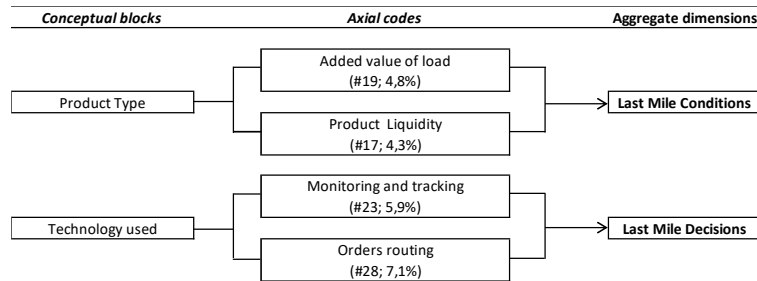 Conceptual blocks Axial codes Aggregate dimensions
Added value of load
(#19; 4,8%)
Product Type
Last Mile Conditions
Product Liquidity
(#17; 4,3%)
Monitoring and tracking
(#23; 5,9%)
Technology used
Last Mile Decisions
Orders routing
(#28; 7,1%)